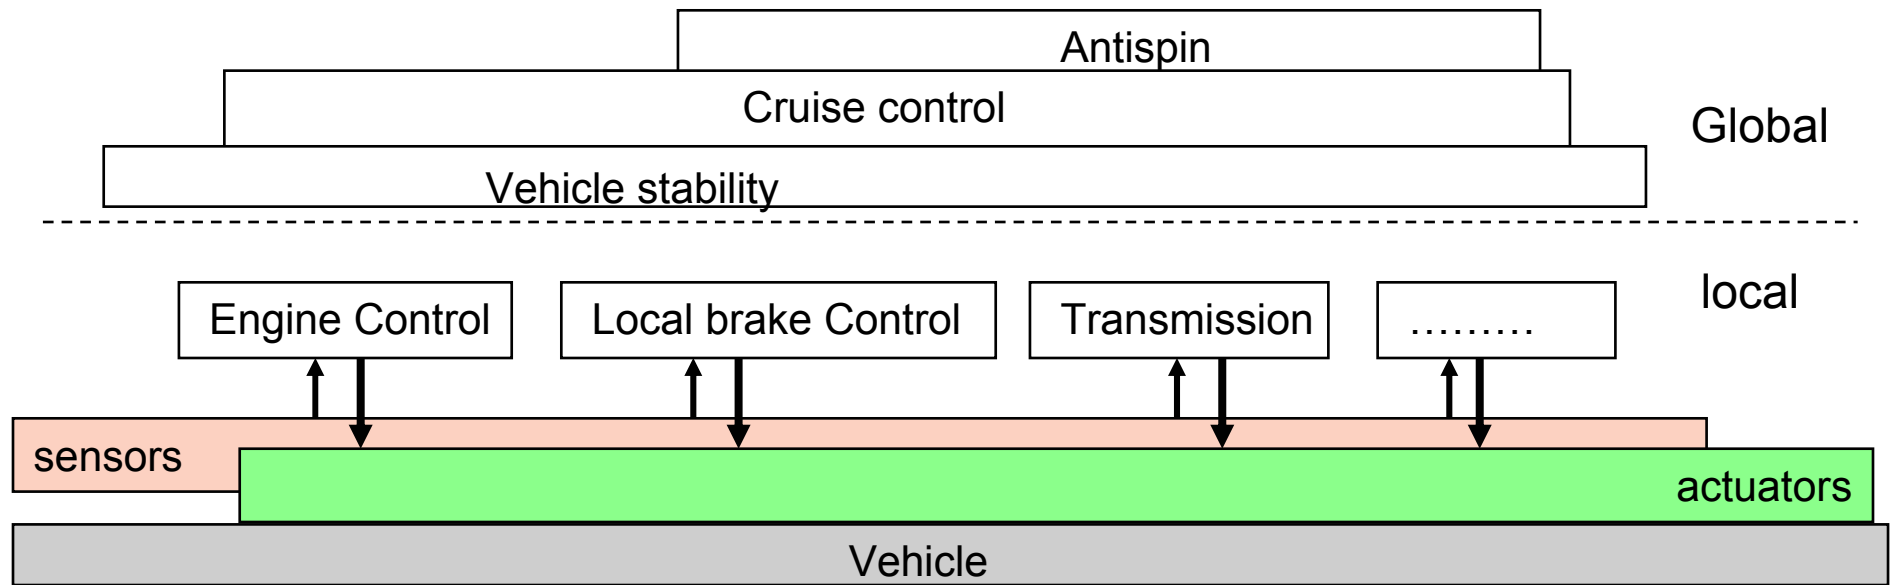 Antispin
Cruise control
Global
Vehicle stability
local
Engine Control
Local brake Control
Transmission
.........
sensors
actuators
Vehicle